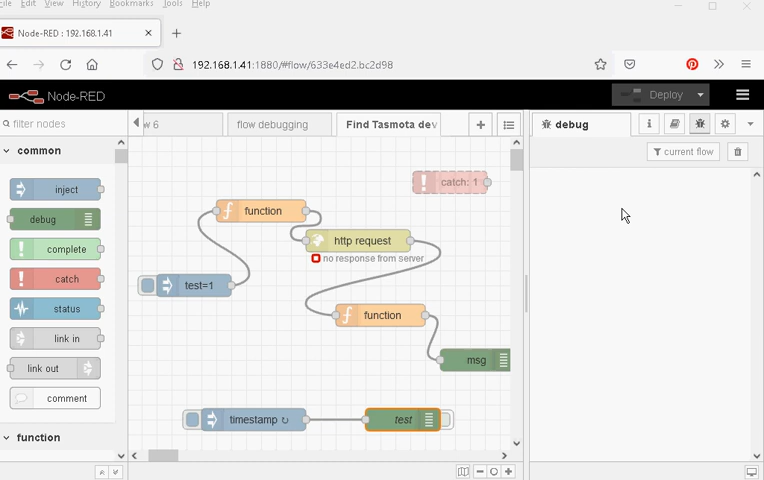 File Edit View History Bookmarks Tools Help
Node-RED : 192.168.1.41
192.168.1.41:1880/#flow/633e4ed2.bc2d98
Node-RED
Deploy
filter nodes
w 6
flow debugging
Find Tasmota dev
debug
current flow
common
inject
debug
complete
catch
status
link in
link out
comment
function
catch: 1
function
http request
no response from server
test=1
function
msg
timestamp ↻
test